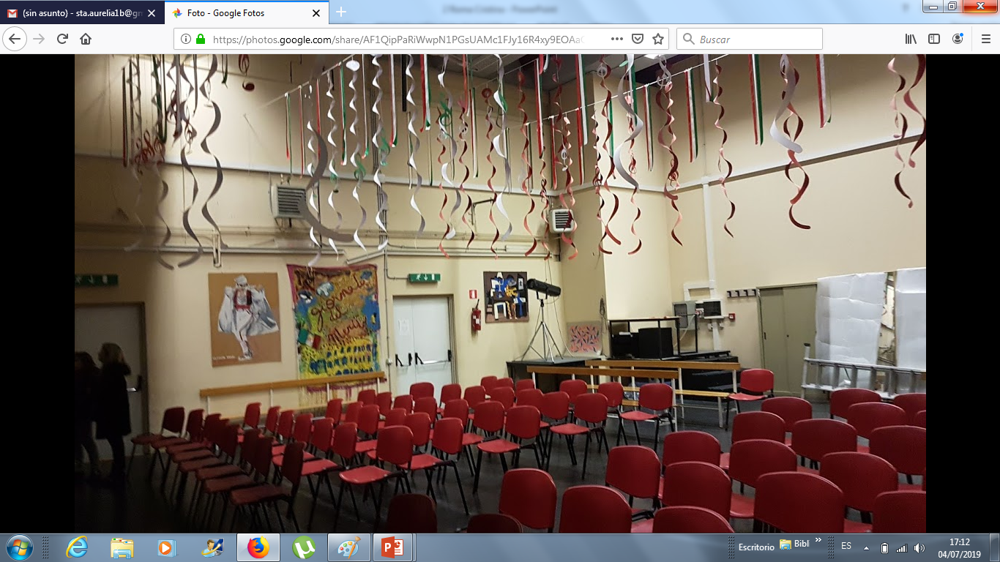 (sin asunto) - sta.aurelia1b@gm
Foto - Google Fotos
https://photos.google.com/share/AF1QipPaRiWwpN1PGsUAMc1FJy16R4xy9EOAa
Buscar
Escritorio
Bibl
ES
17:12
04/07/2019